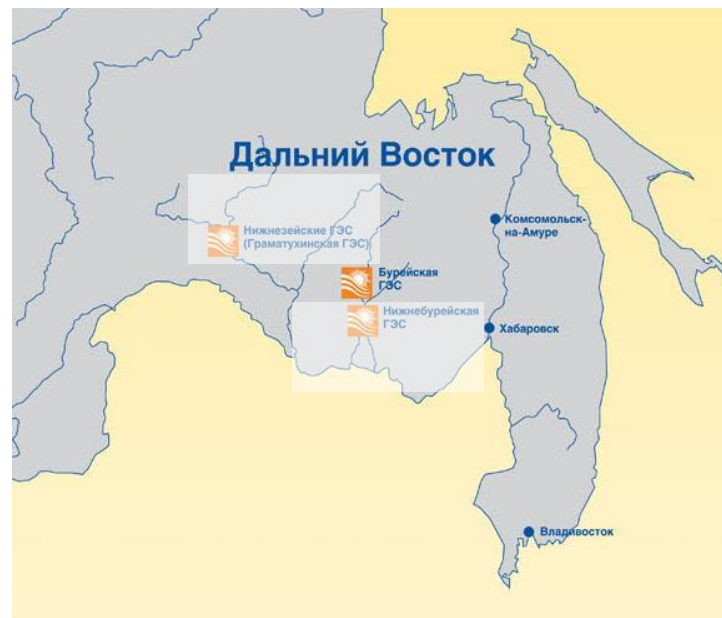 Дальний Восток
Нижнезейские ГЭС
(Граматухинская ГЭС)
Комсомольск-
на-Амуре
Бурейская
ГЭС
Нижнебурейская
ГЭС
Хабаровск
Владивосток